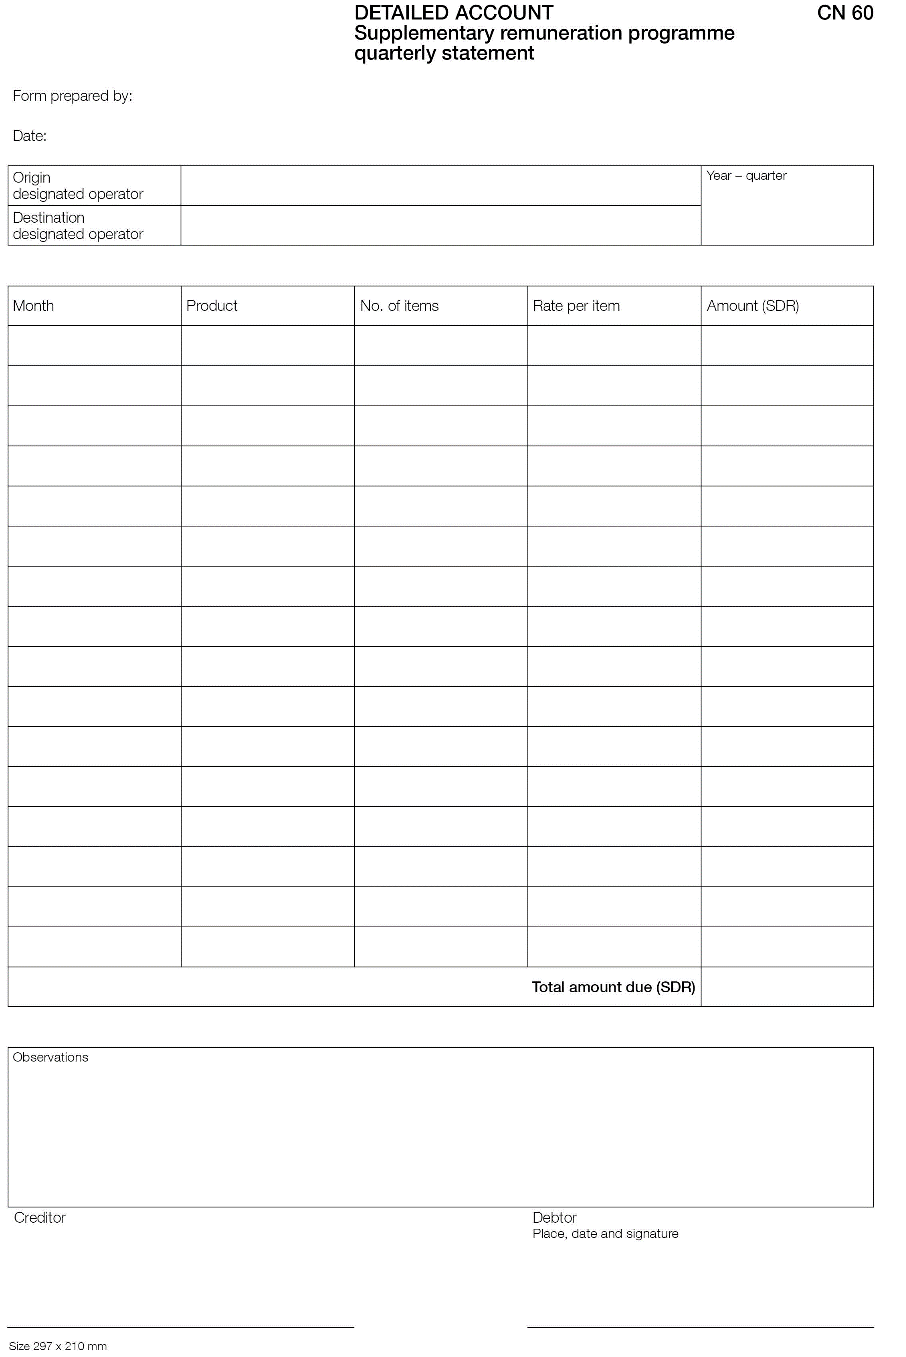 DETAILED ACCOUNT
CN 60
Supplementary remuneration programme
quarterly statement
Form prepared by:
Date:
Origin
designated operator
Year – quarter
Destination
designated operator
Month
Product
No. of items
Rate per item
Amount (SDR)
Total amount due (SDR)
Observations
Creditor
Debtor
Place, date and signature
Size 297 x 210 mm